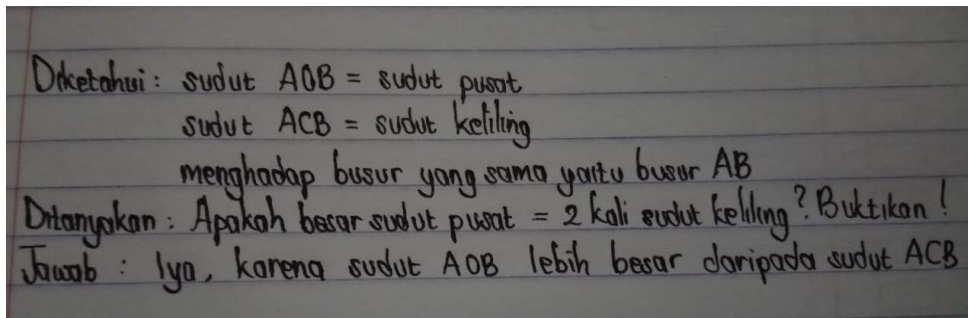 Diketahui : sudut AOB = sudut pusat
sudut ACB = sudut keliling
menghadap busur yang sama yaitu busur AB
Ditanyakan : Apakah besar sudut pusat = 2 kali sudut keliling ? Buktikan !
Jawab : Iya, karena sudut AOB lebih besar daripada sudut ACB